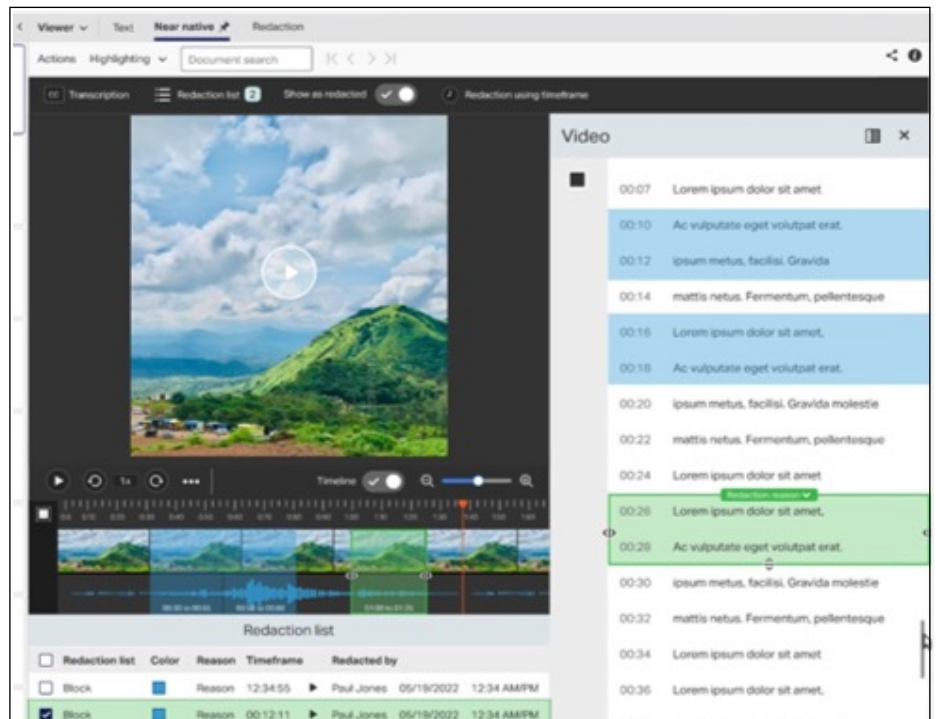 Viewer Text Near native Redaction
Actions Highlighting Document search
CC Transcription Redaction list 2 Show as redacted Redaction using timeframe
Video
00:07 Lorem ipsum dolor sit amet
00:10 Ac vulputate eget volutpat erat.
00:12 ipsum metus, facilisi. Gravida
00:14 mattis netus. Fermentum, pellentesque
00:16 Lorem ipsum dolor sit amet,
00:18 Ac vulputate eget volutpat erat.
00:20 ipsum metus, facilisi. Gravida molestie
00:22 mattis netus. Fermentum, pellentesque
00:24 Lorem ipsum dolor sit amet
Redaction reason
00:26 Lorem ipsum dolor sit amet,
00:28 Ac vulputate eget volutpat erat.
00:30 ipsum metus, facilisi. Gravida molestie
00:32 mattis netus. Fermentum, pellentesque
00:34 Lorem ipsum dolor sit amet
00:36 Lorem ipsum dolor sit amet,
1x Timeline
Redaction list
Redaction list Color Reason Timeframe Redacted by
Block Reason 12:34:55 Paul Jones 05/19/2022 12:34 AM/PM
Block Reason 00:12:11 Paul Jones 05/19/2022 12:34 AM/PM